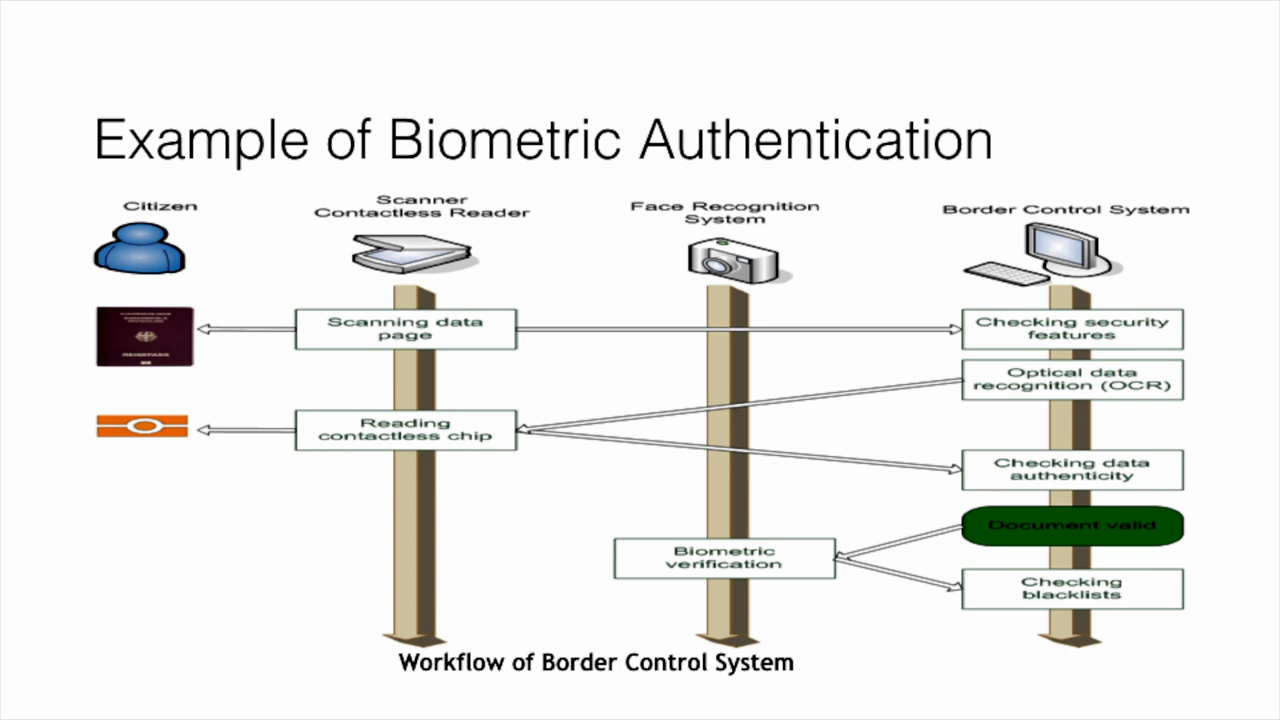 Example of Biometric Authentication
Citizen
Scanner
Contactless Reader
Face Recognition
System
Border Control System
Scanning data
page
Checking security
features
Optical data
recognition (OCR)
REISEPASS
Reading
contactless chip
Checking data
authenticity
Document valid
Biometric
verification
Checking
blacklists
Workflow of Border Control System